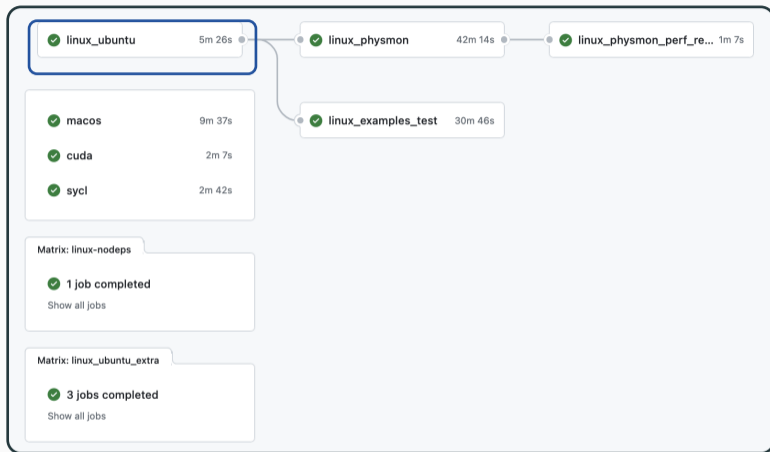 linux_ubuntu 5m 26s
linux_physmon 42m 14s
linux_physmon_perf_re... 1m 7s
linux_examples_test 30m 46s
macos 9m 37s
cuda 2m 7s
sycl 2m 42s
Matrix: linux-nodeps
1 job completed
Show all jobs
Matrix: linux_ubuntu_extra
3 jobs completed
Show all jobs